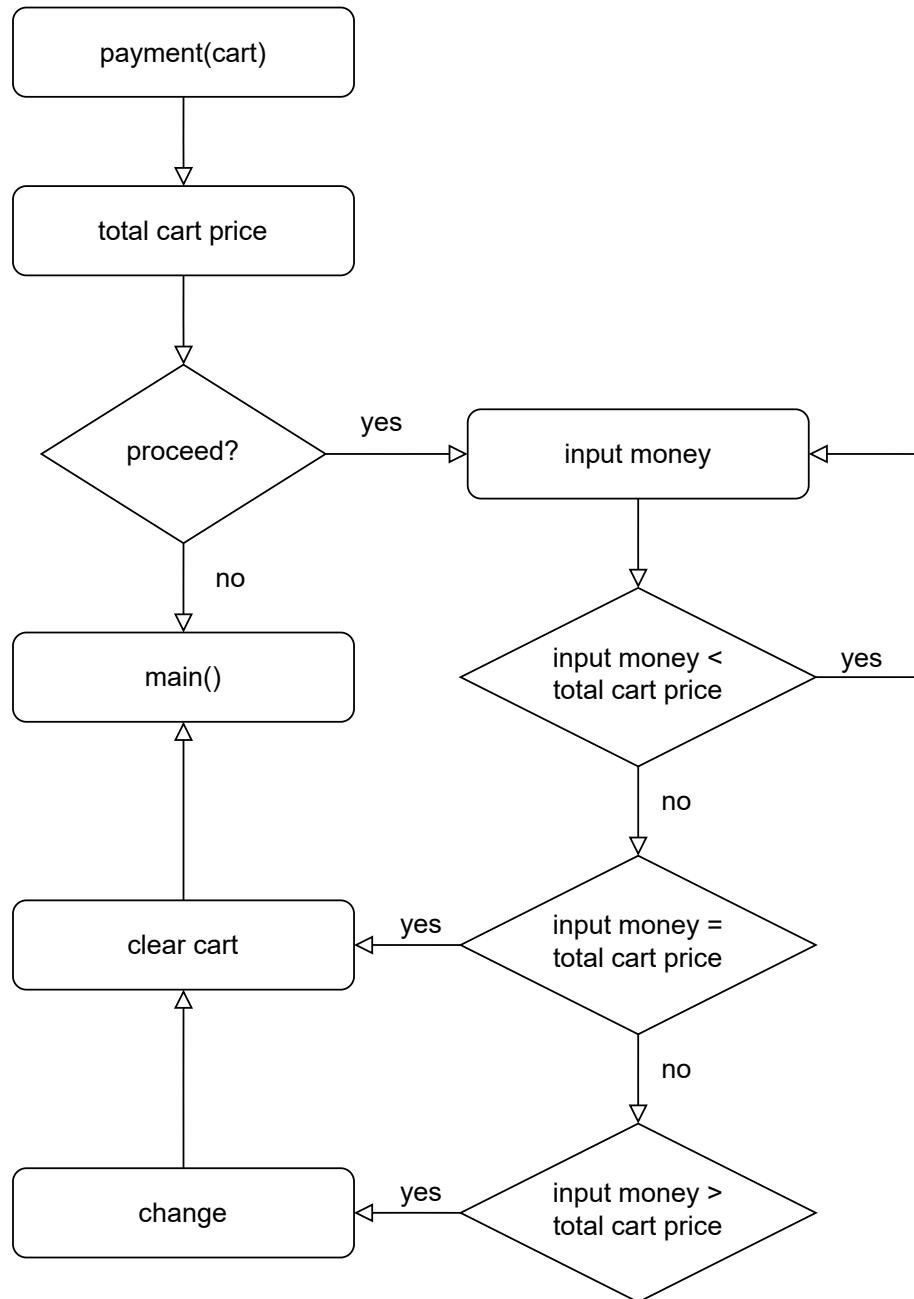 payment(cart)
total cart price
proceed?
yes
input money
no
main()
input money <
total cart price
yes
no
clear cart
yes
input money =
total cart price
no
change
yes
input money >
total cart price